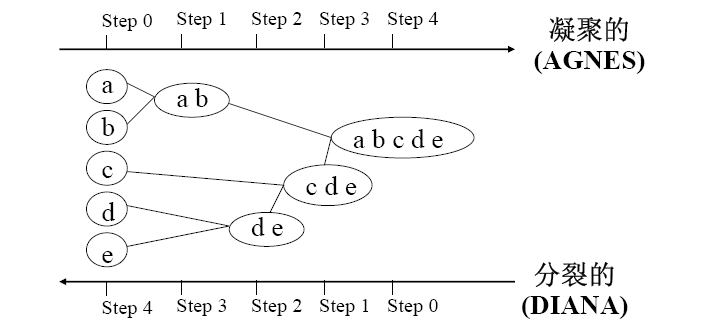 Step 0 Step 1 Step 2 Step 3 Step 4
凝聚的
(AGNES)
a
a b
b
a b c d e
c
c d e
d
d e
e
分裂的
(DIANA)
Step 4 Step 3 Step 2 Step 1 Step 0